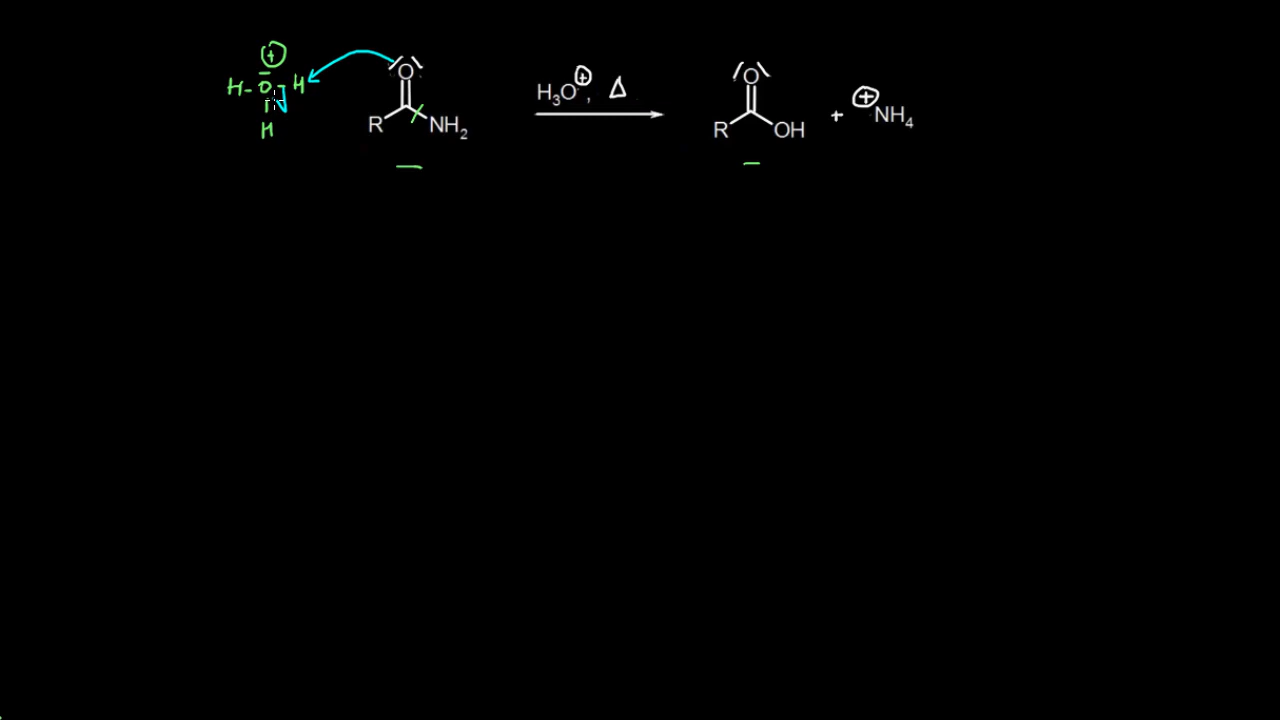 ⊕
H-O-H
H
O
R NH₂
H₃O⊕, Δ
O
R OH + ⊕NH₄